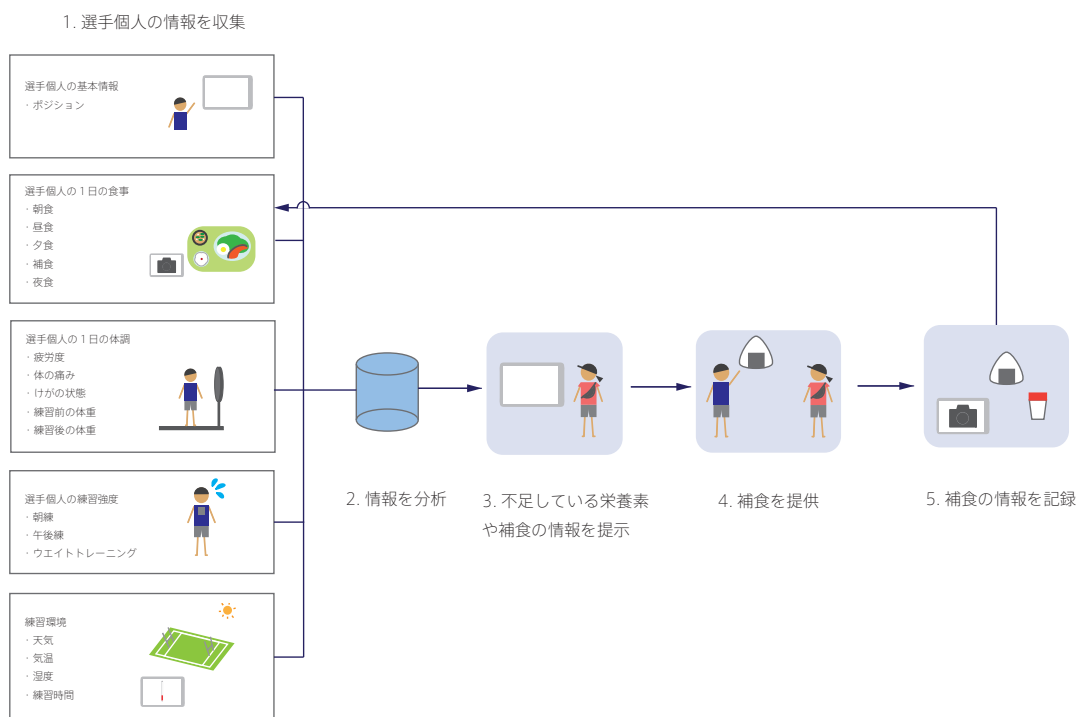 1. 選手個人の情報を収集
選手個人の基本情報
· ポジション
選手個人の1日の食事
· 朝食
· 昼食
· 夕食
· 補食
· 夜食
選手個人の1日の体調
· 疲労度
· 体の痛み
· けがの状態
· 練習前の体重
· 練習後の体重
選手個人の練習強度
· 朝練
· 午後練
· ウエイトトレーニング
練習環境
· 天気
· 気温
· 湿度
· 練習時間
2. 情報を分析
3. 不足している栄養素
や補食の情報を提示
4. 補食を提供
5. 補食の情報を記録